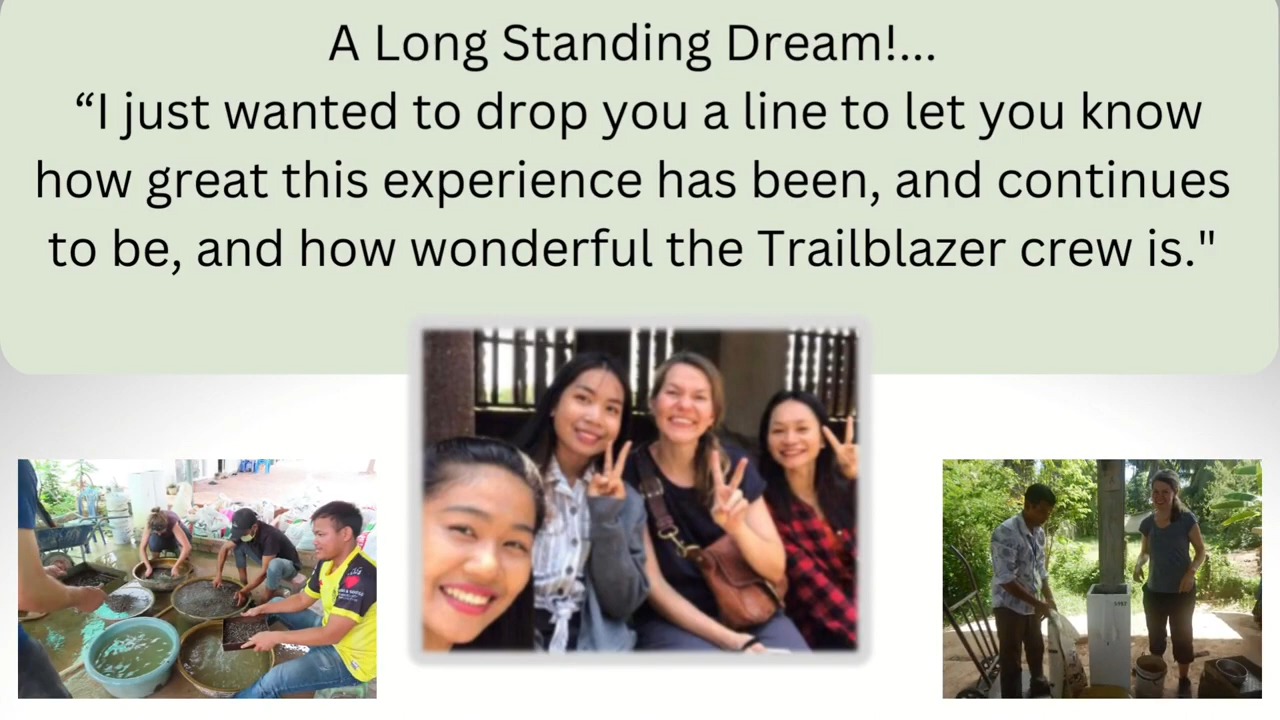 A Long Standing Dream!...
“I just wanted to drop you a line to let you know
how great this experience has been, and continues
to be, and how wonderful the Trailblazer crew is."